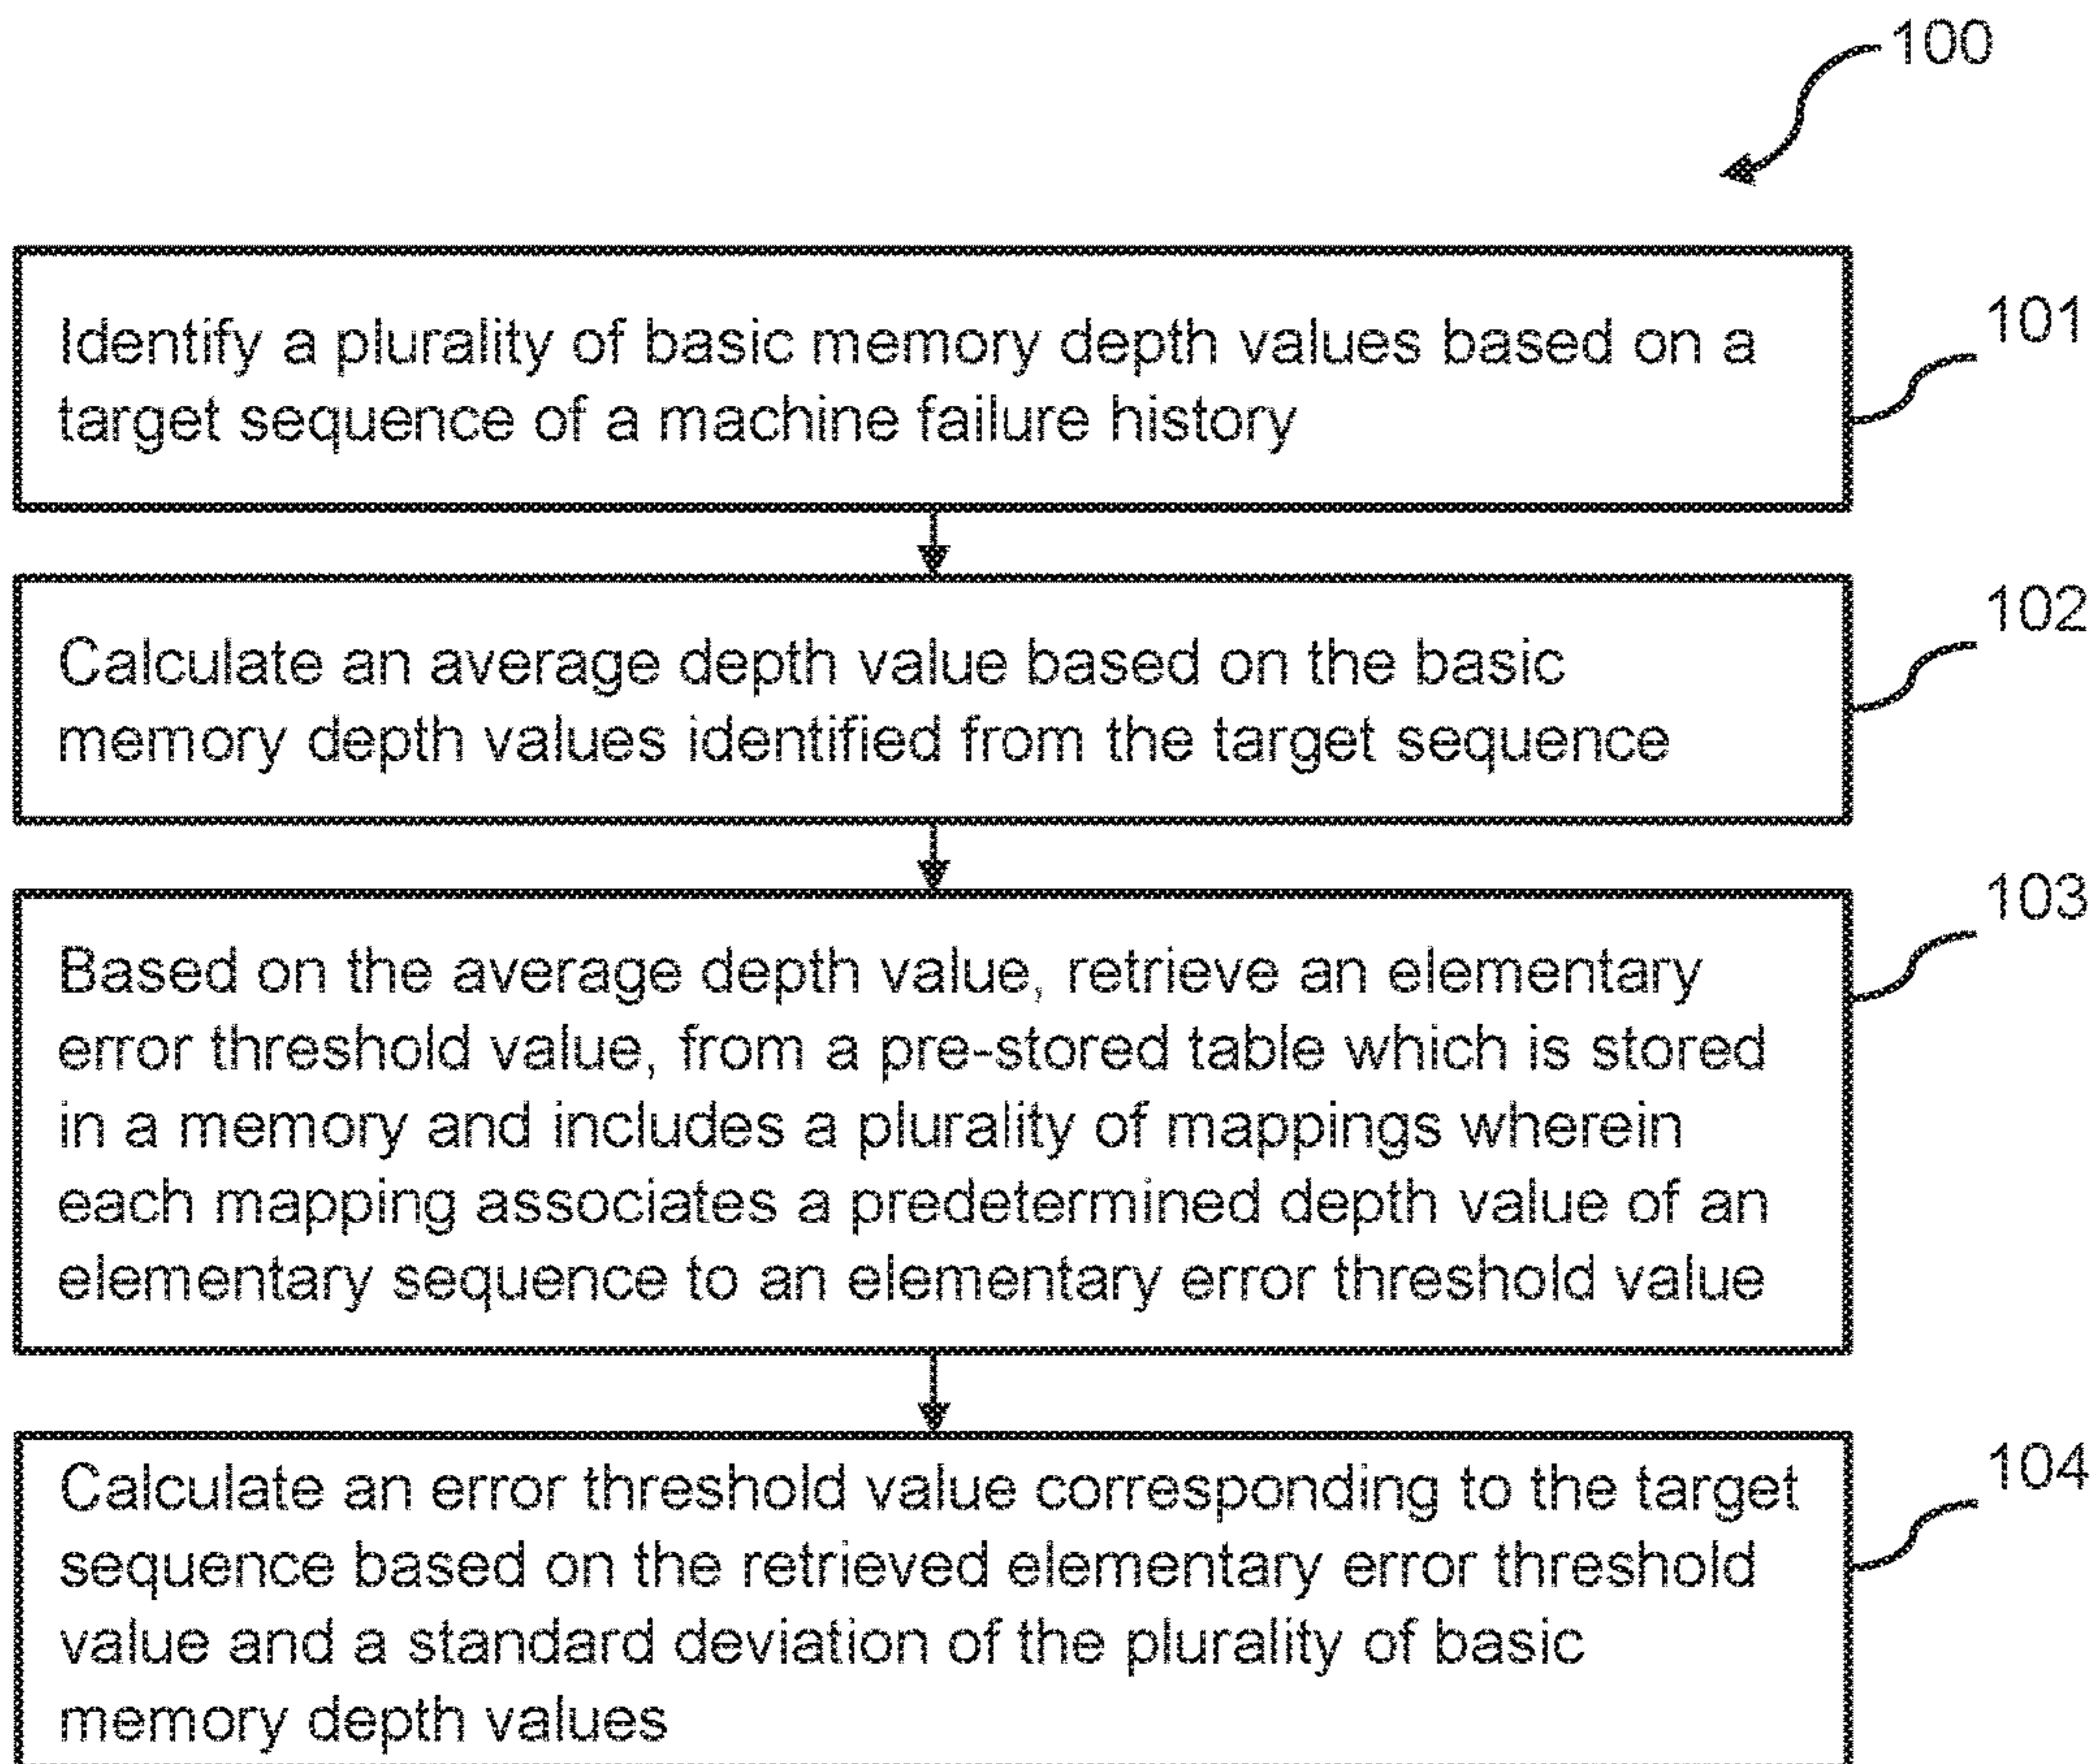 100
Identify a plurality of basic memory depth values based on a
target sequence of a machine failure history
101
Calculate an average depth value based on the basic
memory depth values identified from the target sequence
102
Based on the average depth value, retrieve an elementary
error threshold value, from a pre-stored table which is stored
in a memory and includes a plurality of mappings wherein
each mapping associates a predetermined depth value of an
elementary sequence to an elementary error threshold value
103
Calculate an error threshold value corresponding to the target
sequence based on the retrieved elementary error threshold
value and a standard deviation of the plurality of basic
memory depth values
104